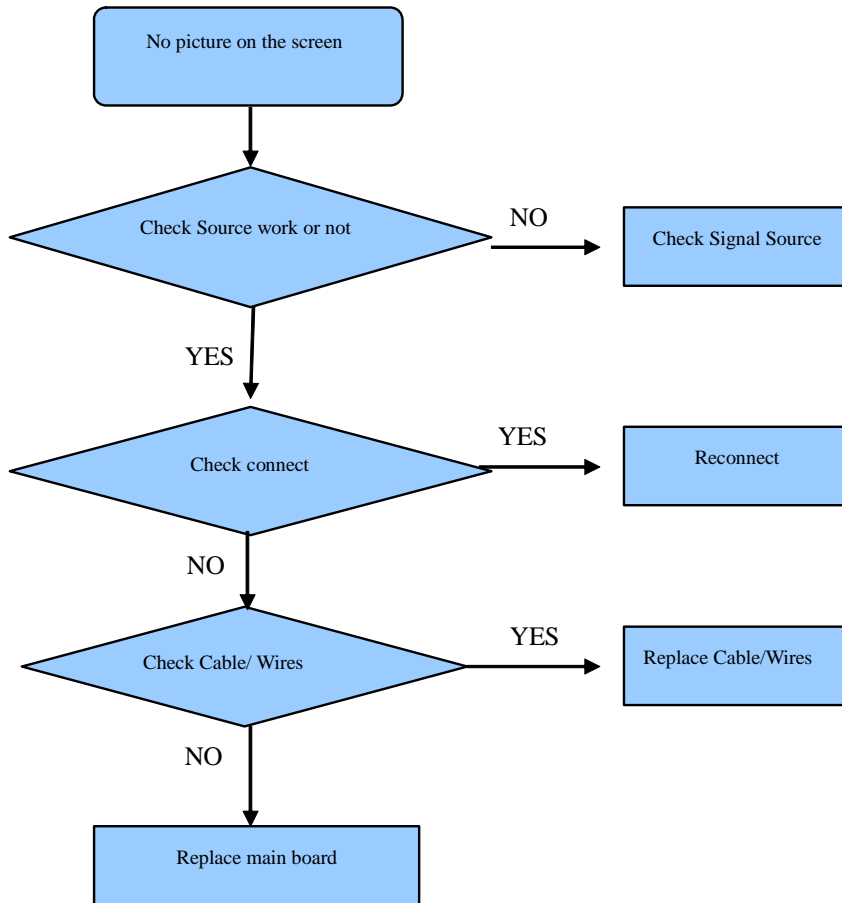 No picture on the screen
Check Source work or not
NO
Check Signal Source
YES
Check connect
YES
Reconnect
NO
Check Cable/ Wires
YES
Replace Cable/Wires
NO
Replace main board